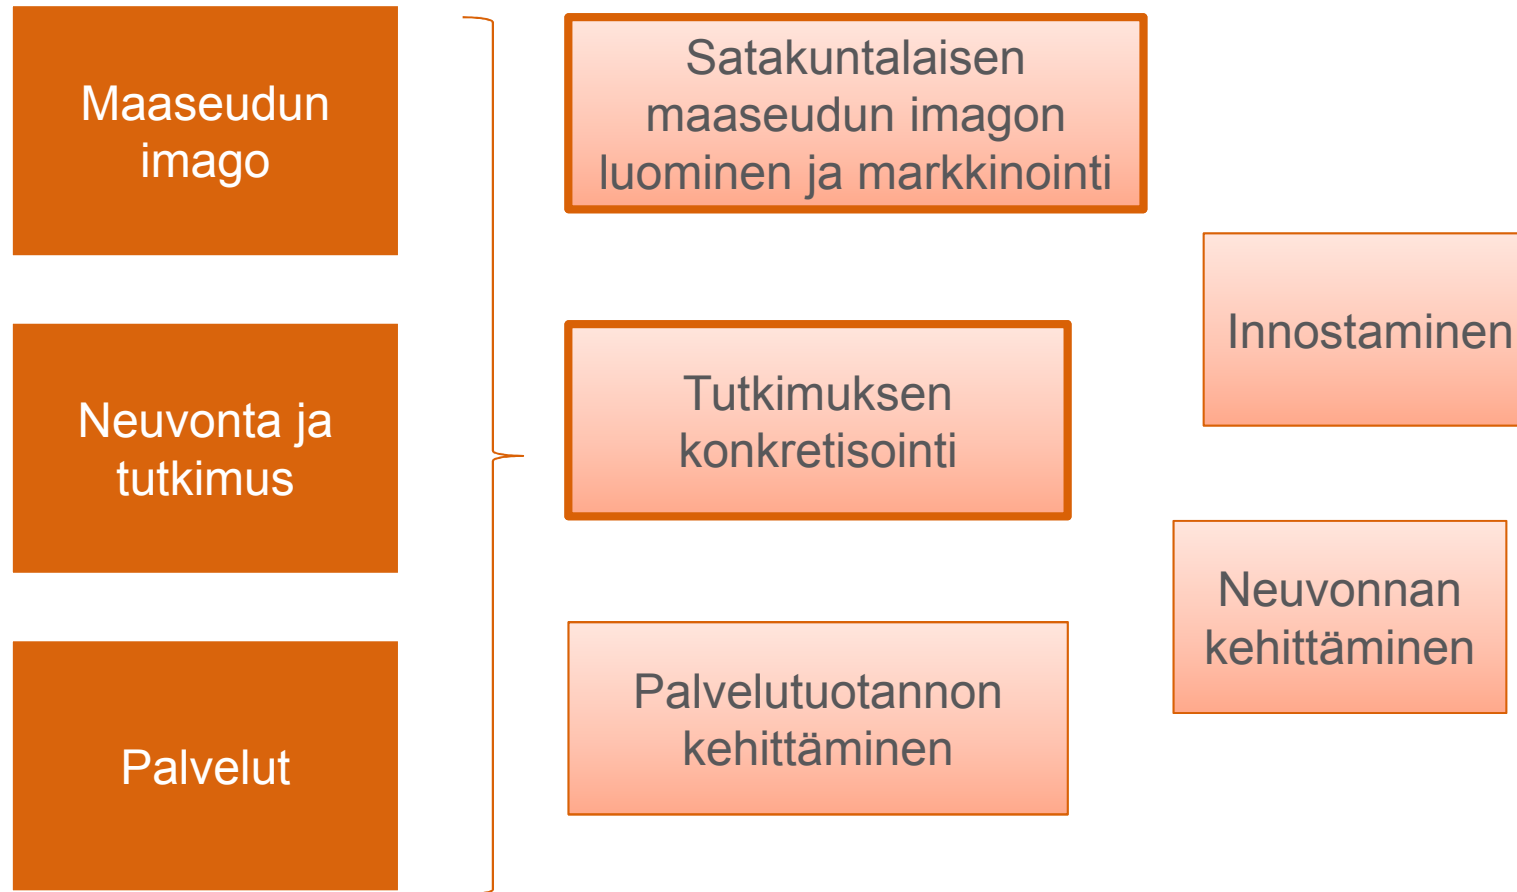 Maaseudun
imago
Neuvonta ja
tutkimus
Palvelut
Satakuntalaisen
maaseudun imagon
luominen ja markkinointi
Tutkimuksen
konkretisointi
Palvelutuotannon
kehittäminen
Innostaminen
Neuvonnan
kehittäminen